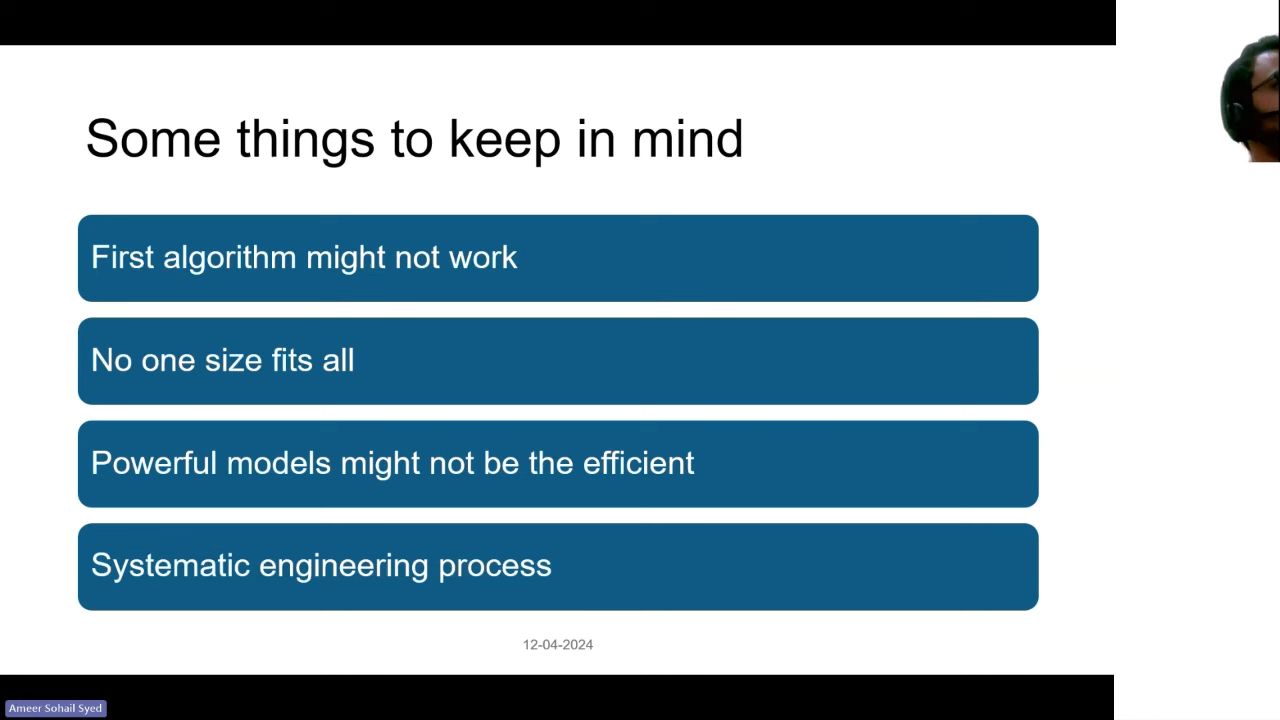 Some things to keep in mind
First algorithm might not work
No one size fits all
Powerful models might not be the efficient
Systematic engineering process
12-04-2024
Ameer Sohail Syed